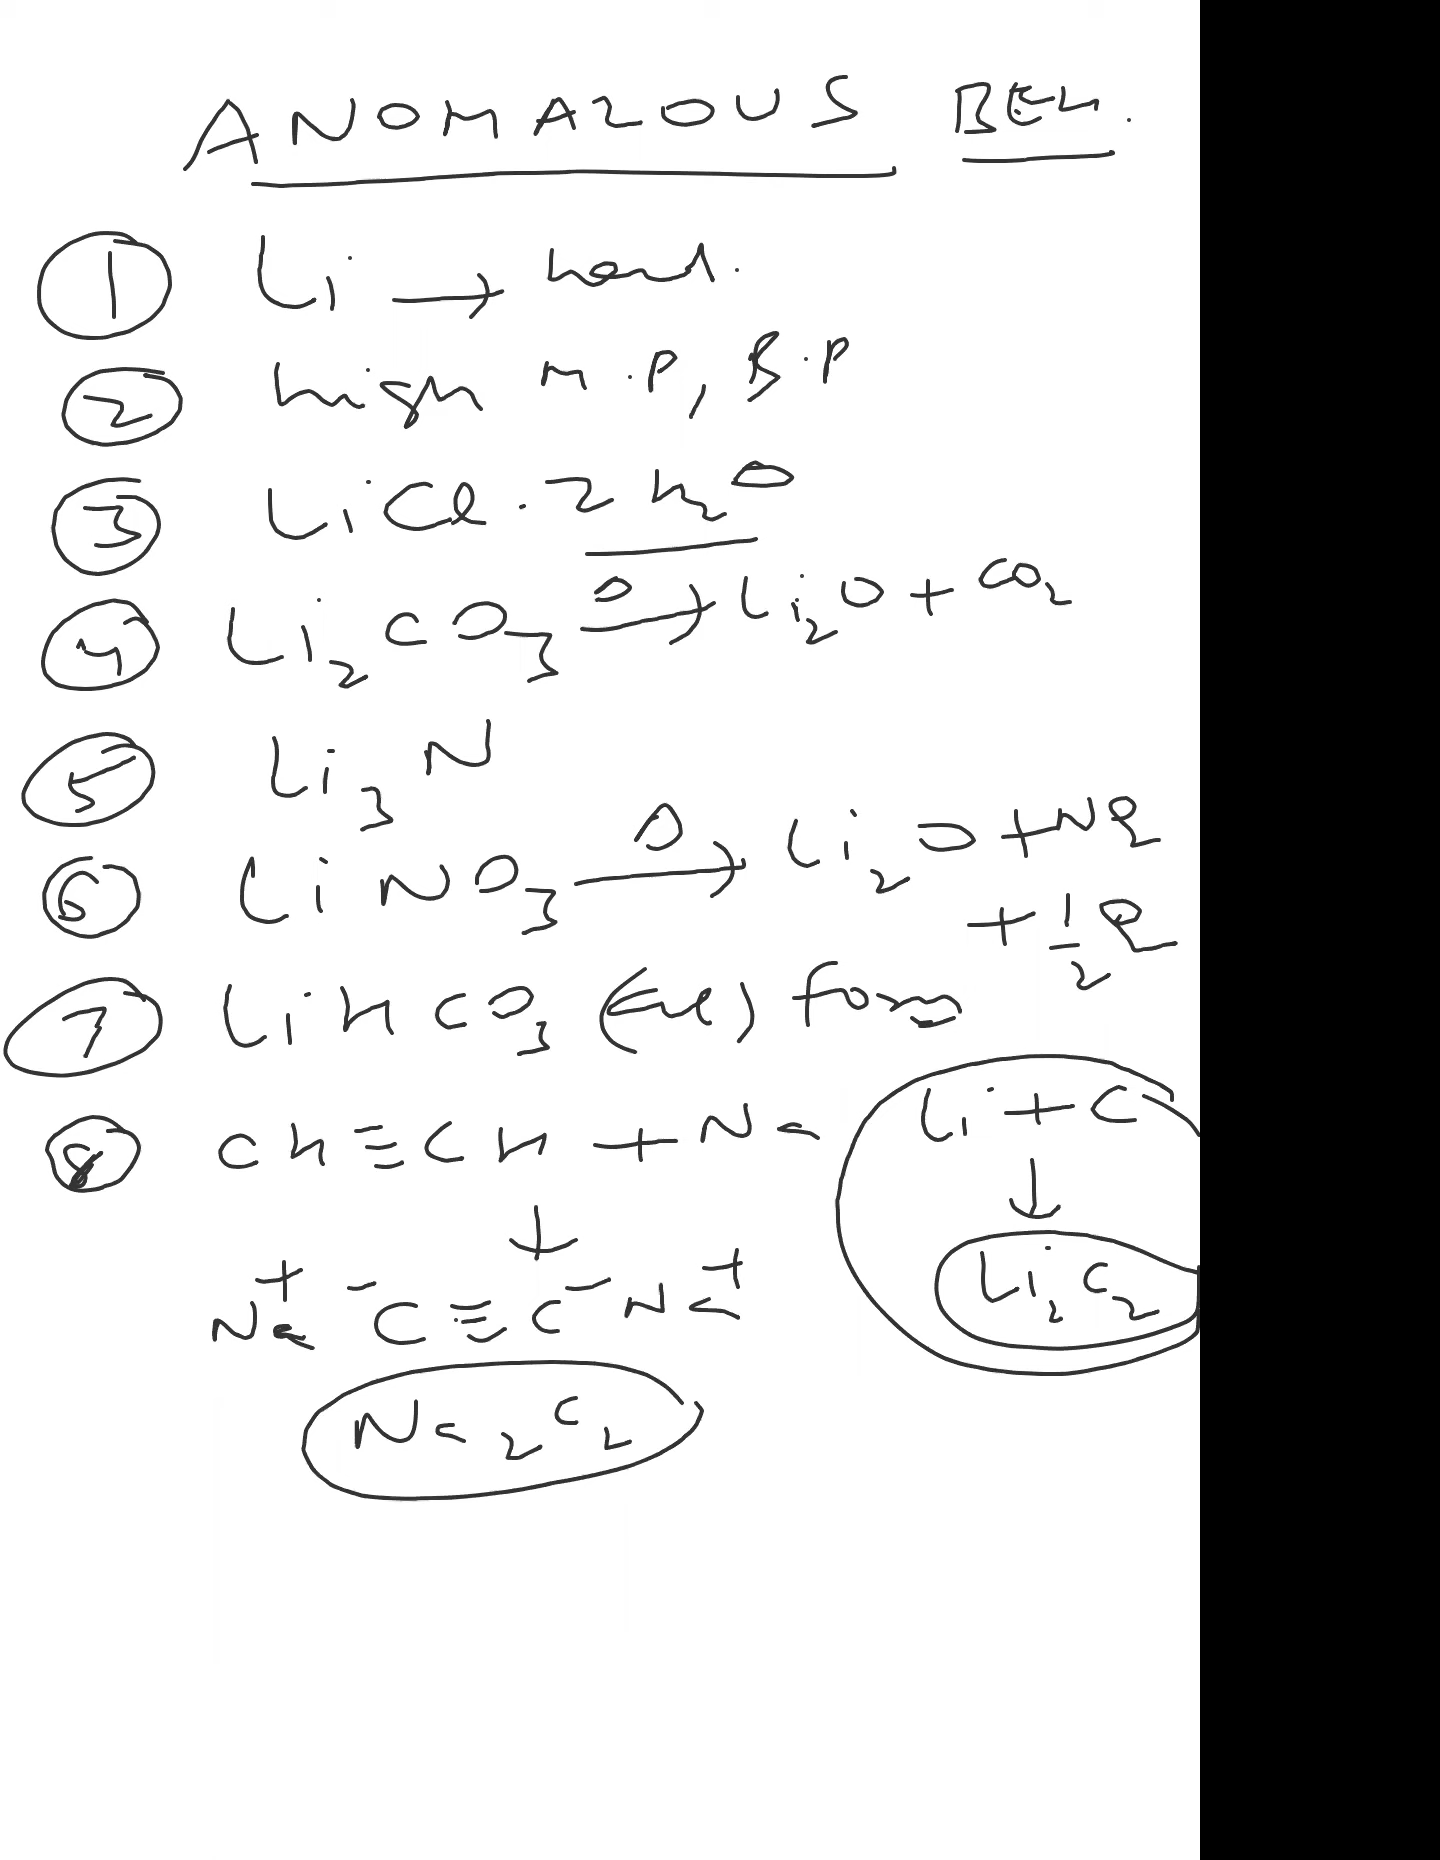 ANOMALOUS BEH.
1 Li → hard.
2 high M.P, B.P
3 LiCl . 2H₂O
4 Li₂CO₃ →Δ Li₂O + CO₂
5 Li₃N
6 LiNO₃ →Δ Li₂O + NO₂
+ 1/2 O₂
7 LiHCO₃ form
8 CH≡CH + Na
↓
Na⁺ ⁻C≡C⁻ Na⁺
Na₂C₂
Li + C
↓
Li₂C₂